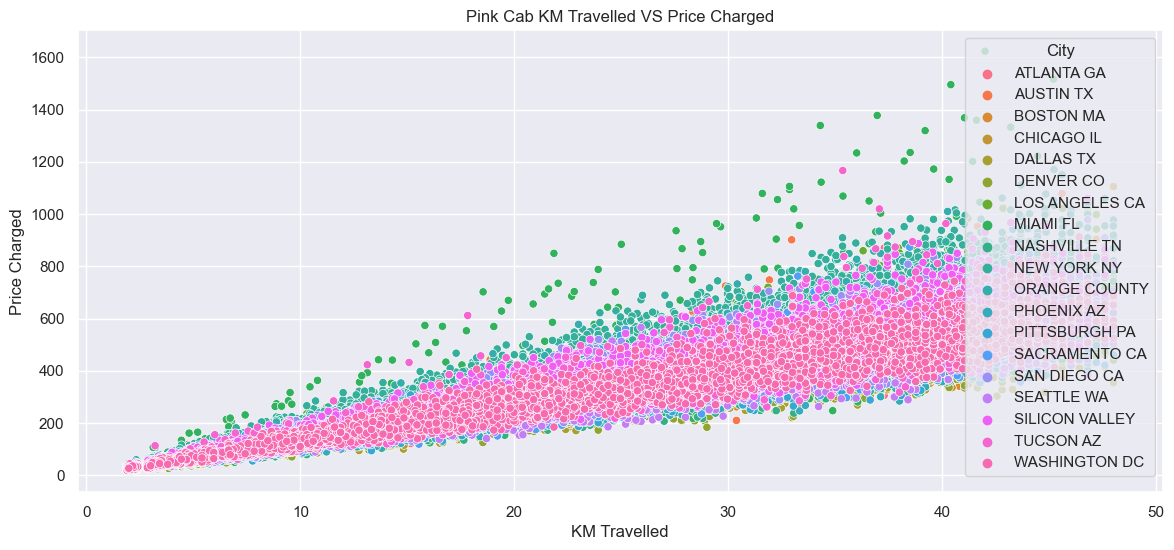 Pink Cab KM Travelled VS Price Charged
1600
1400
1200
1000
800
600
400
200
0
Price Charged
0
10
20
30
40
50
KM Travelled
City
ATLANTA GA
AUSTIN TX
BOSTON MA
CHICAGO IL
DALLAS TX
DENVER CO
LOS ANGELES CA
MIAMI FL
NASHVILLE TN
NEW YORK NY
ORANGE COUNTY
PHOENIX AZ
PITTSBURGH PA
SACRAMENTO CA
SAN DIEGO CA
SEATTLE WA
SILICON VALLEY
TUCSON AZ
WASHINGTON DC